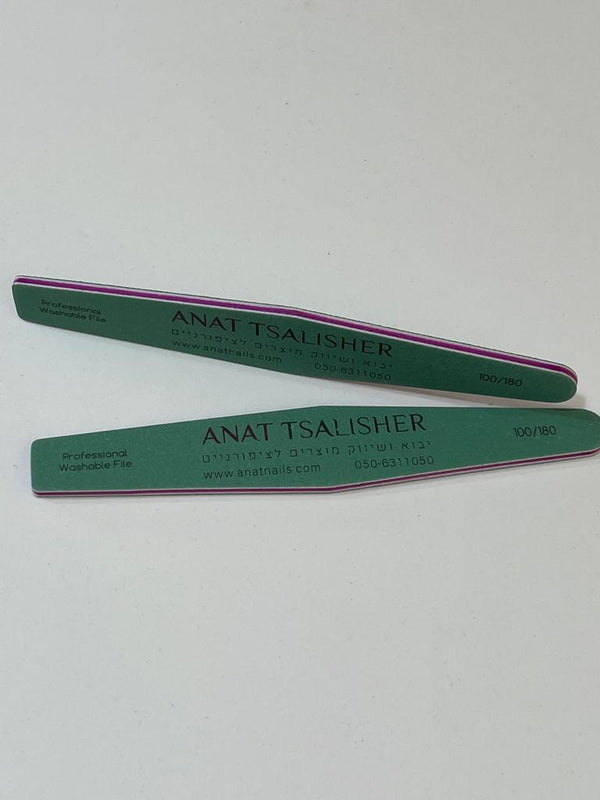 Professional
Washable File
ANAT TSALISHER
יבוא ושיווק מוצרים לציפורניים
www.anatnails.com
050-6311050
100/180
Professional
Washable File
ANAT TSALISHER
יבוא ושיווק מוצרים לציפורנייט
www.anatnails.com
050-6311050
100/180